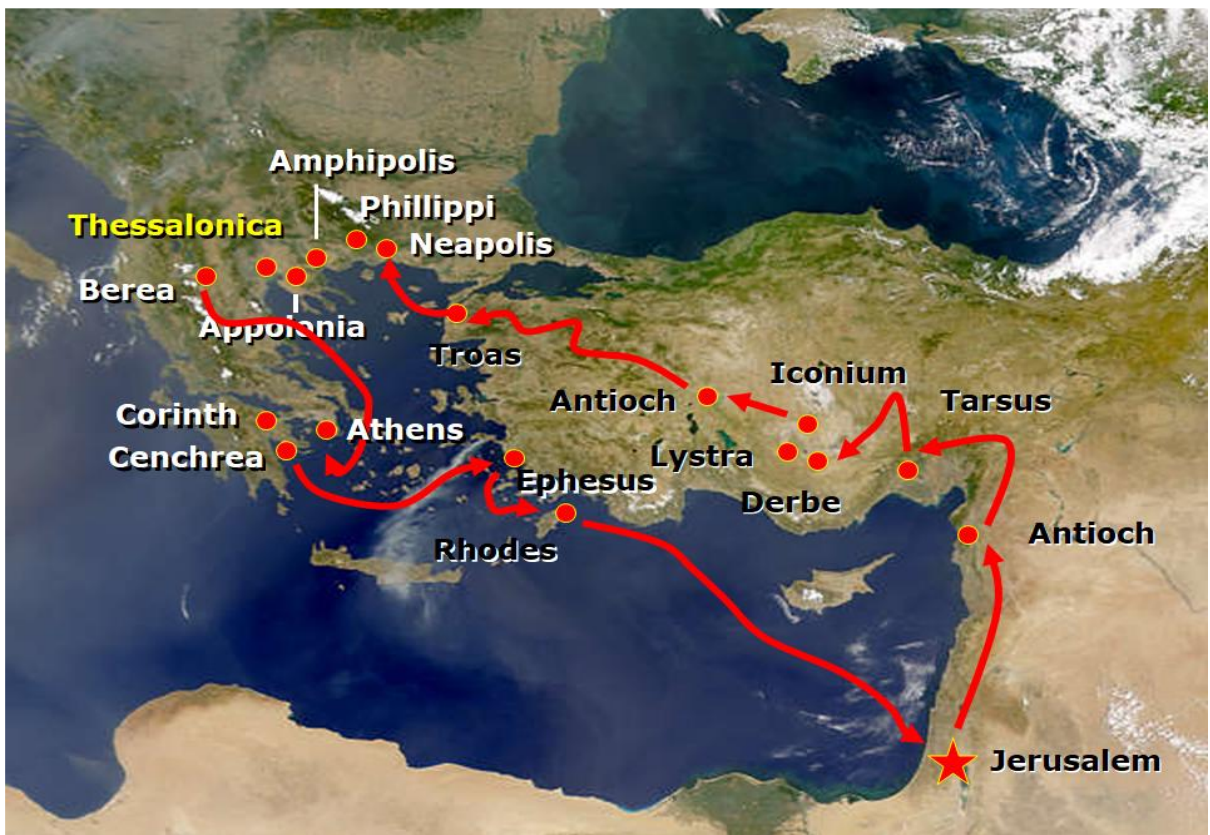 Amphipolis
Phillippi
Thessalonica
Neapolis
Berea
Appolonia
Troas
Iconium
Antioch
Tarsus
Corinth
Athens
Cenchrea
Lystra
Ephesus
Derbe
Rhodes
Antioch
Jerusalem